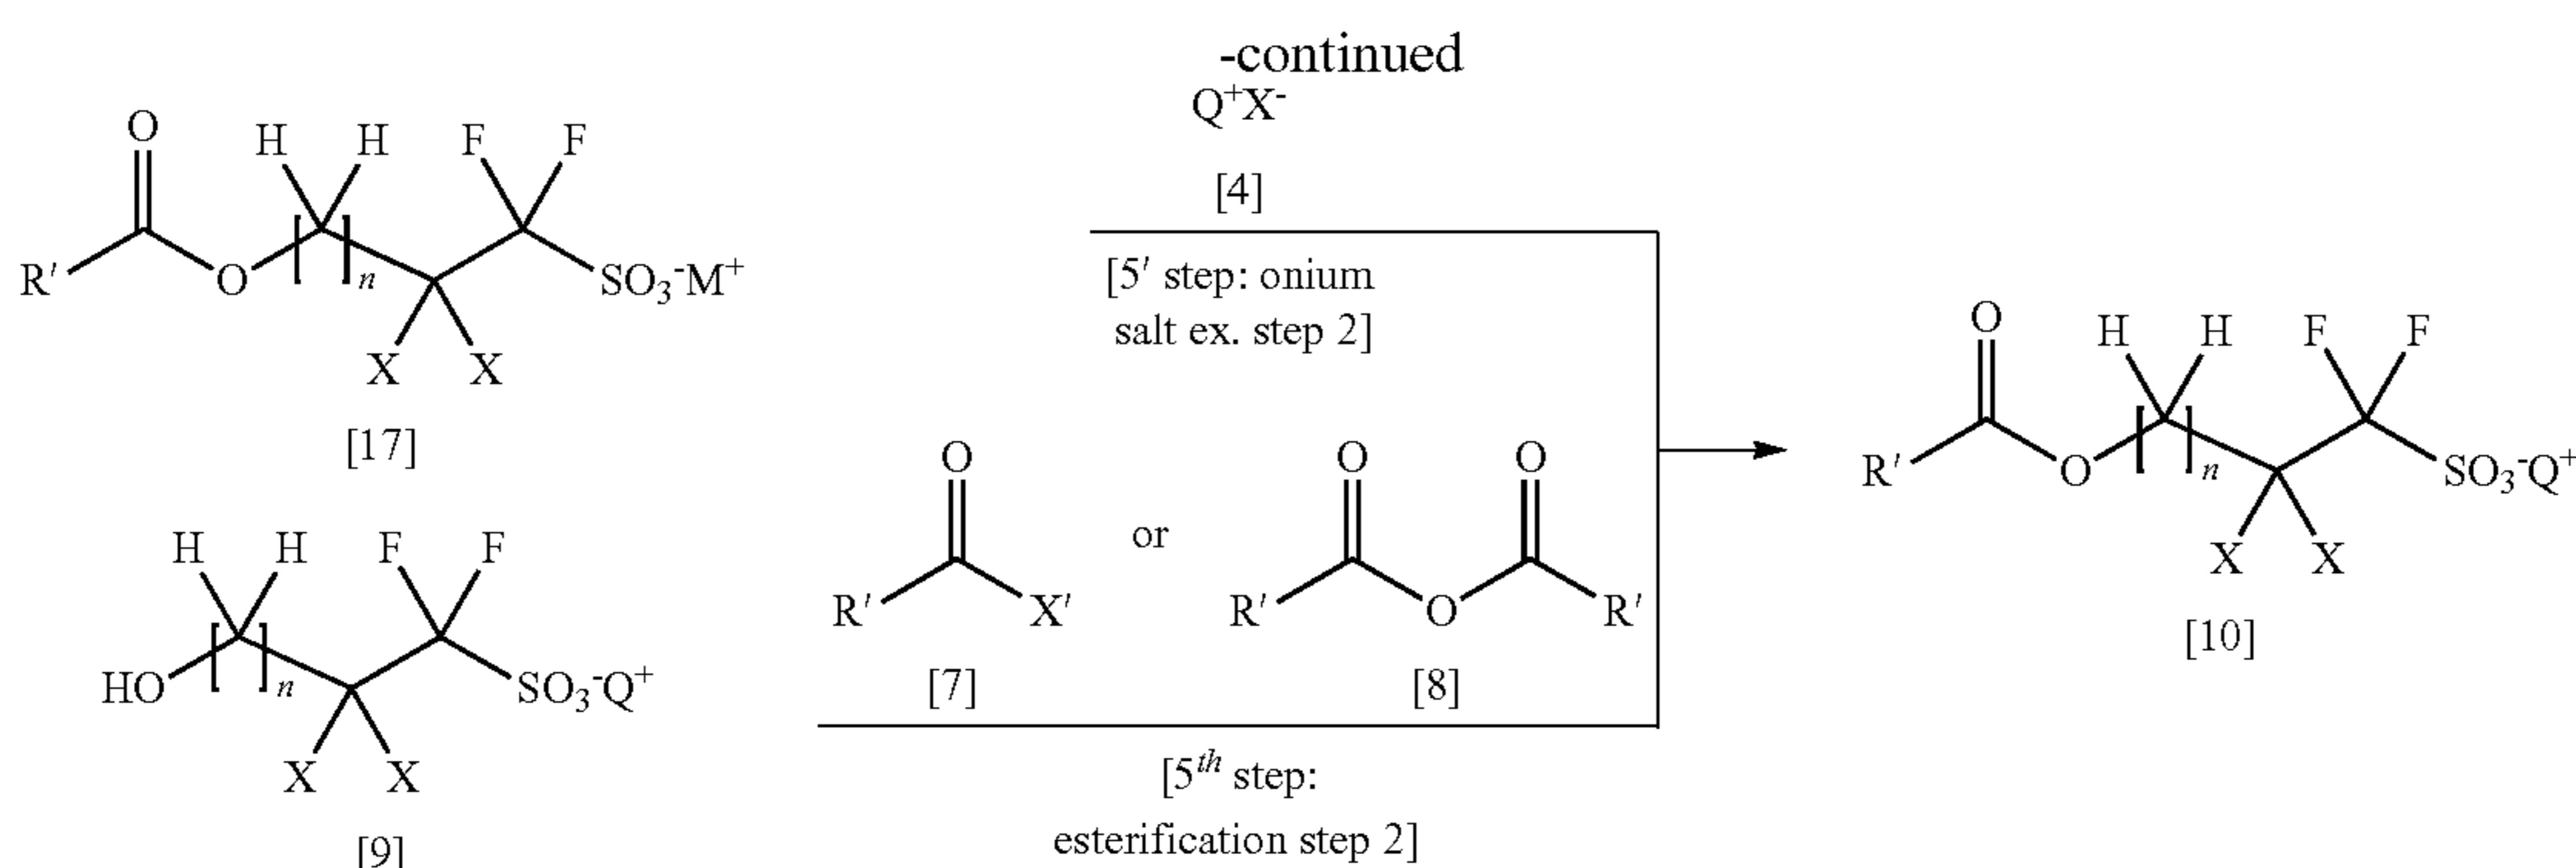 -continued
Q⁺X⁻
[4]
[5′ step: onium
salt ex. step 2]
O
H H F F
R′ O [ ]n SO₃⁻M⁺
X X
[17]
O
R′ X′
[7]
or
O O
R′ O R′
[8]
H H F F
HO [ ]n SO₃⁻Q⁺
X X
[9]
[5ᵗʰ step:
esterification step 2]
O
H H F F
R′ O [ ]n SO₃⁻Q⁺
X X
[10]